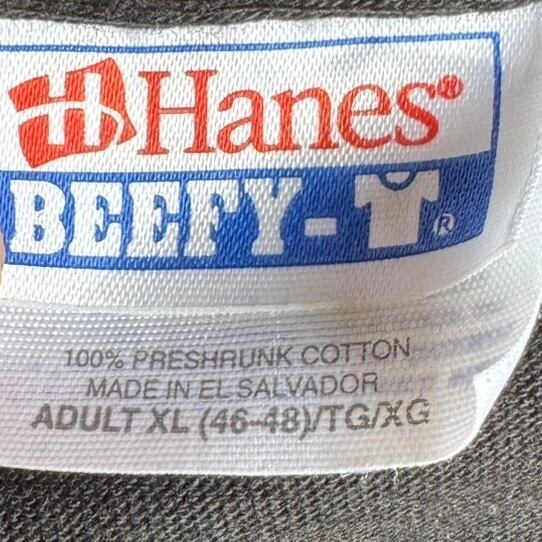 Hanes®
BEEFY-T®
100% PRESHRUNK COTTON
MADE IN EL SALVADOR
ADULT XL (46-48)/TG/XG